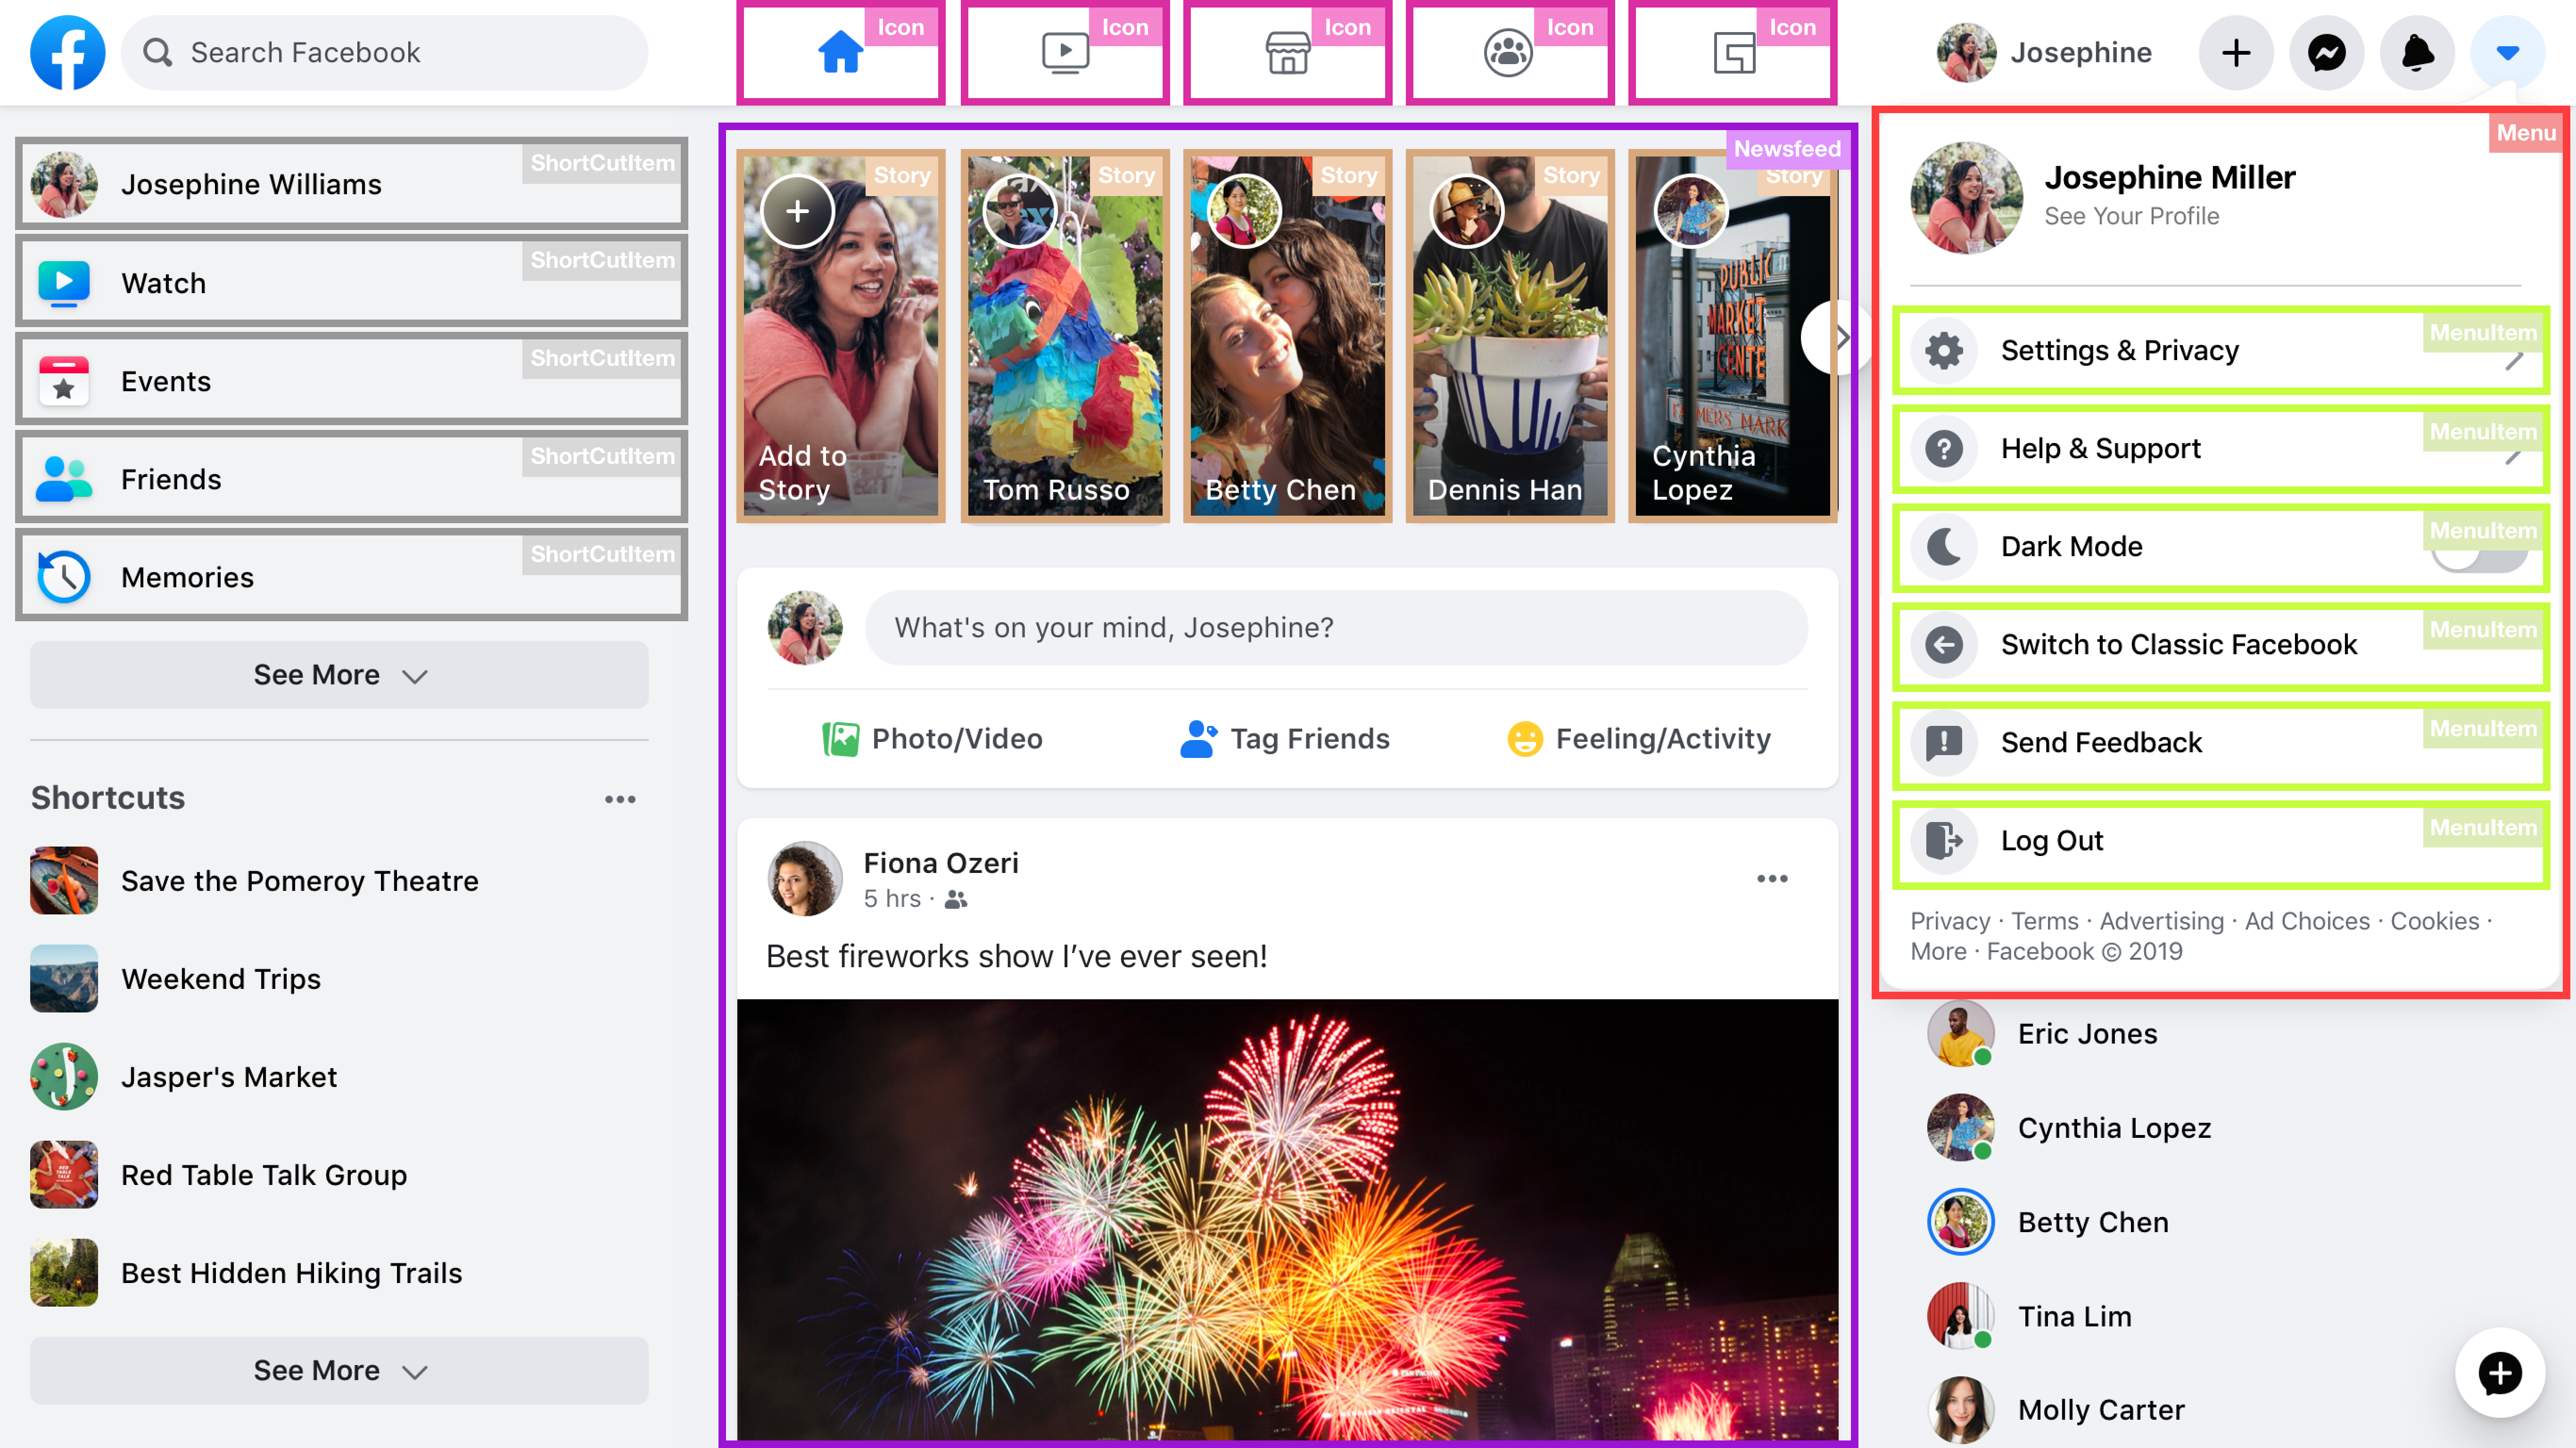 Search Facebook
Icon
Icon
Icon
Icon
Icon
Josephine
Josephine Williams
ShortCutItem
Watch
ShortCutItem
Events
ShortCutItem
Friends
ShortCutItem
Memories
ShortCutItem
See More
Shortcuts
Save the Pomeroy Theatre
Weekend Trips
Jasper's Market
Red Table Talk Group
Best Hidden Hiking Trails
See More
Newsfeed
Story
Story
Story
Story
Story
Add to
Story
Tom Russo
Betty Chen
Dennis Han
PUBLIC
MARKET
CENTE
Cynthia
Lopez
What's on your mind, Josephine?
Photo/Video
Tag Friends
Feeling/Activity
Fiona Ozeri
5 hrs ·
Best fireworks show I’ve ever seen!
Menu
Josephine Miller
See Your Profile
Settings & Privacy
MenuItem
Help & Support
MenuItem
Dark Mode
MenuItem
Switch to Classic Facebook
MenuItem
Send Feedback
MenuItem
Log Out
MenuItem
Privacy · Terms · Advertising · Ad Choices · Cookies ·
More · Facebook © 2019
Eric Jones
Cynthia Lopez
Betty Chen
Tina Lim
Molly Carter